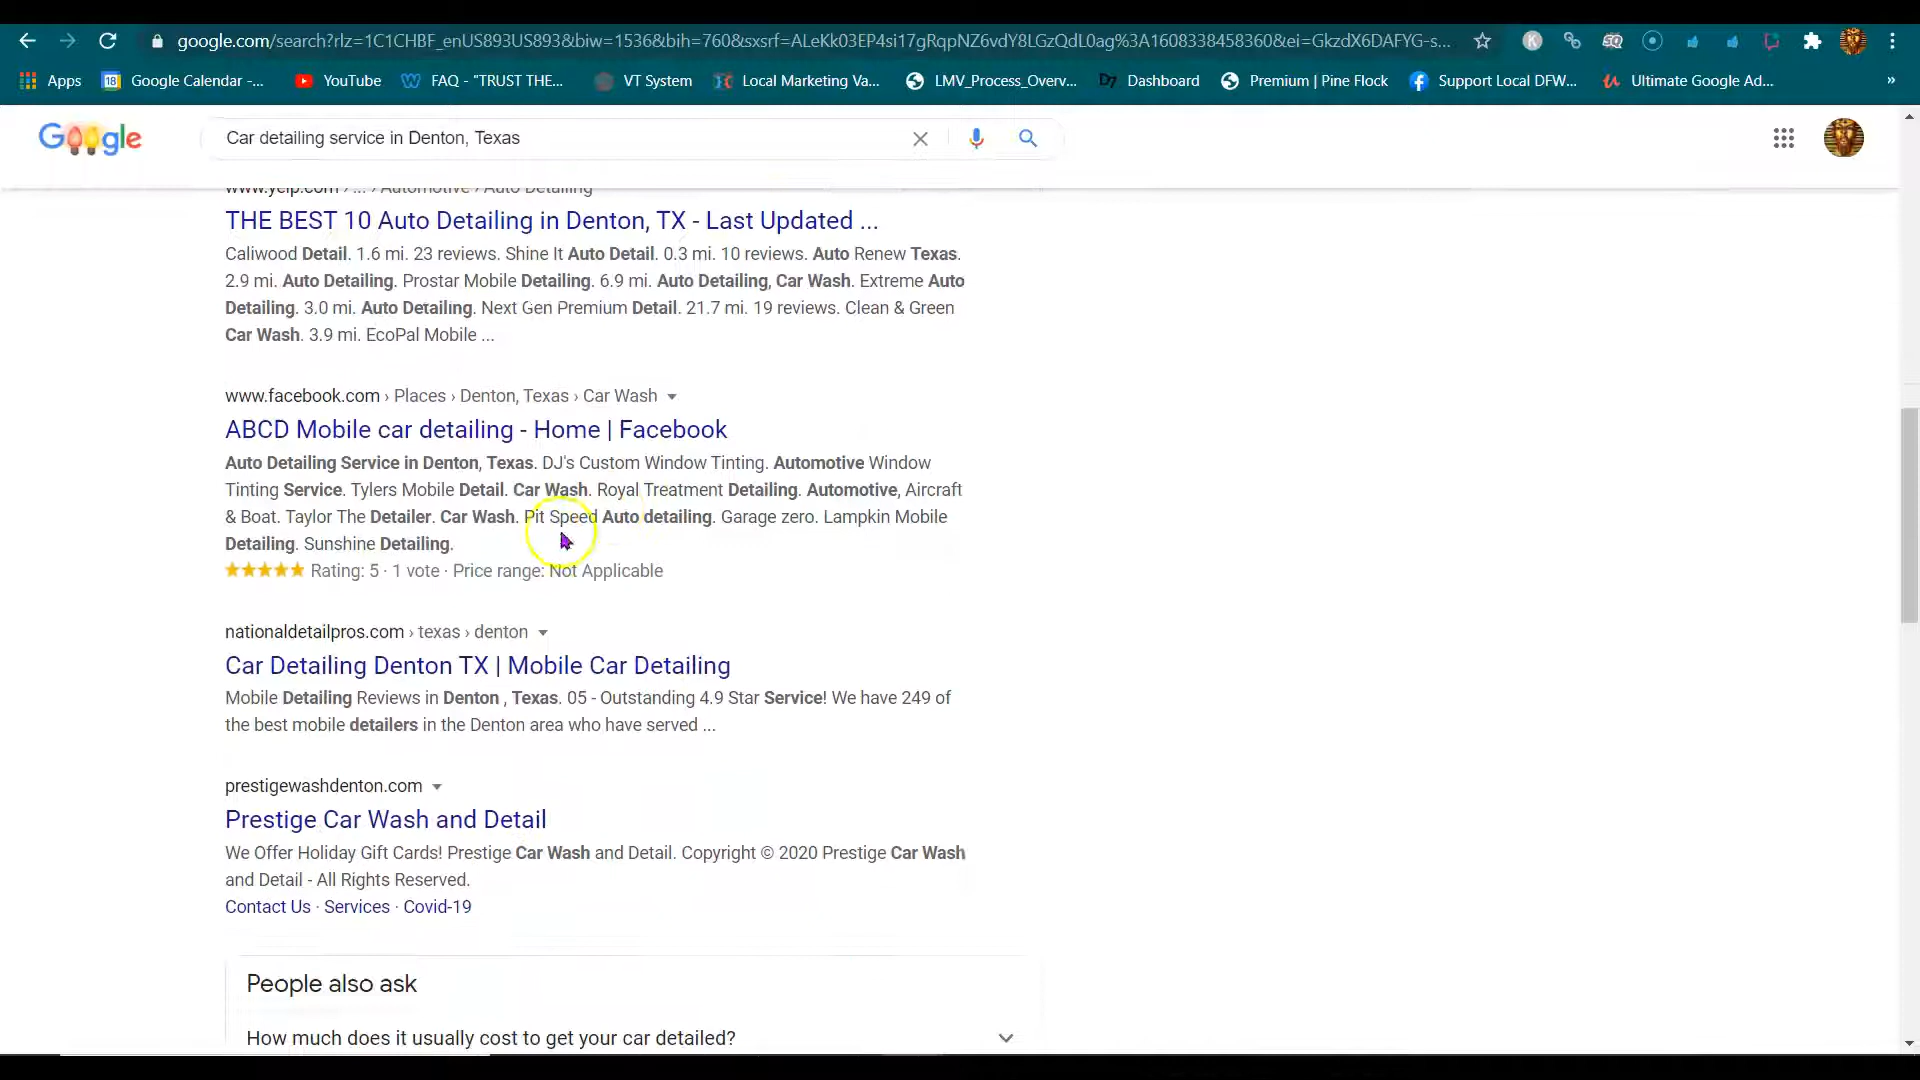 google.com/search?rlz=1C1CHBF_enUS893US893&biw=1536&bih=760&sxsrf=ALeKk03EP4si17gRqpNZ6vdY8LGzQdL0ag%3A1608338458360&ei=GkzdX6DAFYG-s...
Apps 18 Google Calendar -... YouTube FAQ - "TRUST THE... VT System Local Marketing Va... LMV_Process_Overv... D7 Dashboard Premium | Pine Flock Support Local DFW... Ultimate Google Ad... »
Google Car detailing service in Denton, Texas
www.yelp.com › ... › Automotive › Auto Detailing
THE BEST 10 Auto Detailing in Denton, TX - Last Updated ...
Caliwood Detail. 1.6 mi. 23 reviews. Shine It Auto Detail. 0.3 mi. 10 reviews. Auto Renew Texas.
2.9 mi. Auto Detailing. Prostar Mobile Detailing. 6.9 mi. Auto Detailing, Car Wash. Extreme Auto
Detailing. 3.0 mi. Auto Detailing. Next Gen Premium Detail. 21.7 mi. 19 reviews. Clean & Green
Car Wash. 3.9 mi. EcoPal Mobile ...
www.facebook.com › Places › Denton, Texas › Car Wash
ABCD Mobile car detailing - Home | Facebook
Auto Detailing Service in Denton, Texas. DJ's Custom Window Tinting. Automotive Window
Tinting Service. Tylers Mobile Detail. Car Wash. Royal Treatment Detailing. Automotive, Aircraft
& Boat. Taylor The Detailer. Car Wash. Pit Speed Auto detailing. Garage zero. Lampkin Mobile
Detailing. Sunshine Detailing.
Rating: 5 · 1 vote · Price range: Not Applicable
nationaldetailpros.com › texas › denton
Car Detailing Denton TX | Mobile Car Detailing
Mobile Detailing Reviews in Denton , Texas. 05 - Outstanding 4.9 Star Service! We have 249 of
the best mobile detailers in the Denton area who have served ...
prestigewashdenton.com
Prestige Car Wash and Detail
We Offer Holiday Gift Cards! Prestige Car Wash and Detail. Copyright © 2020 Prestige Car Wash
and Detail - All Rights Reserved.
Contact Us · Services · Covid-19
People also ask
How much does it usually cost to get your car detailed?